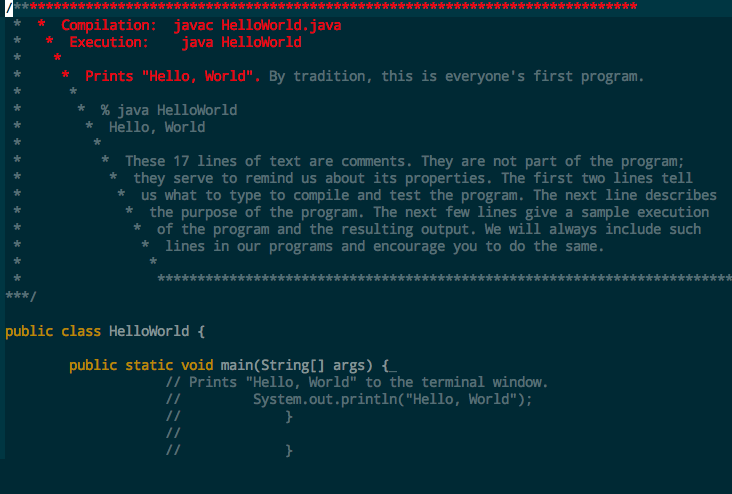 /******************************************************************************
 *  *  Compilation:  javac HelloWorld.java
 *   *  Execution:    java HelloWorld
 *    *
 *     *  Prints "Hello, World". By tradition, this is everyone's first program.
 *      *
 *       *  % java HelloWorld
 *        *  Hello, World
 *         *
 *          *  These 17 lines of text are comments. They are not part of the program;
 *           *  they serve to remind us about its properties. The first two lines tell
 *            *  us what to type to compile and test the program. The next line describes
 *             *  the purpose of the program. The next few lines give a sample execution
 *              *  of the program and the resulting output. We will always include such
 *               *  lines in our programs and encourage you to do the same.
 *                *
 *                 ************************************************************************
***/
public class HelloWorld {
        public static void main(String[] args) {_
                    // Prints "Hello, World" to the terminal window.
                    //         System.out.println("Hello, World");
                    //             }
                    //
                    //             }